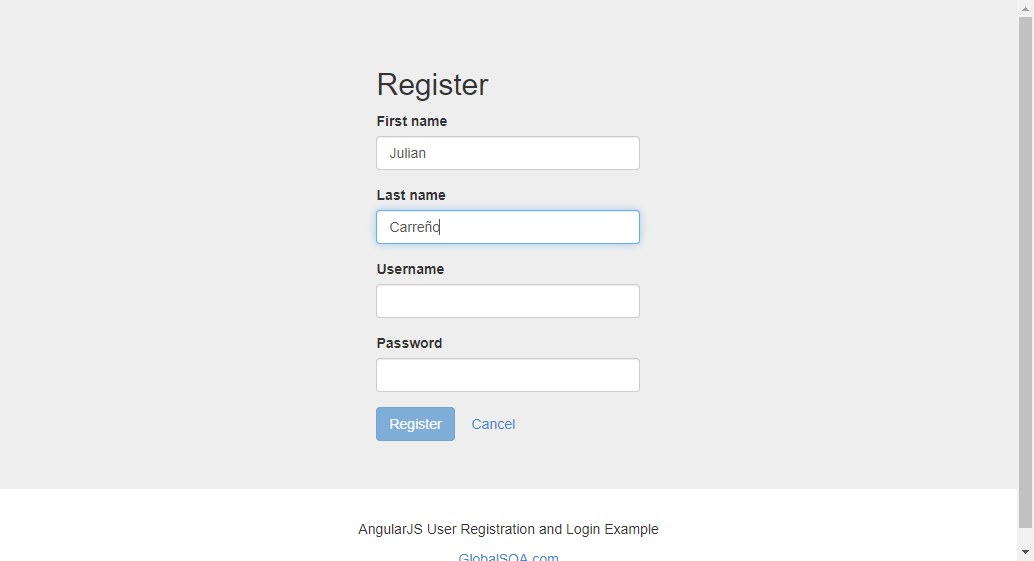 Register
First name
Julian
Last name
Carreño
Username
Password
Register Cancel
AngularJS User Registration and Login Example
GlobalSQA.com